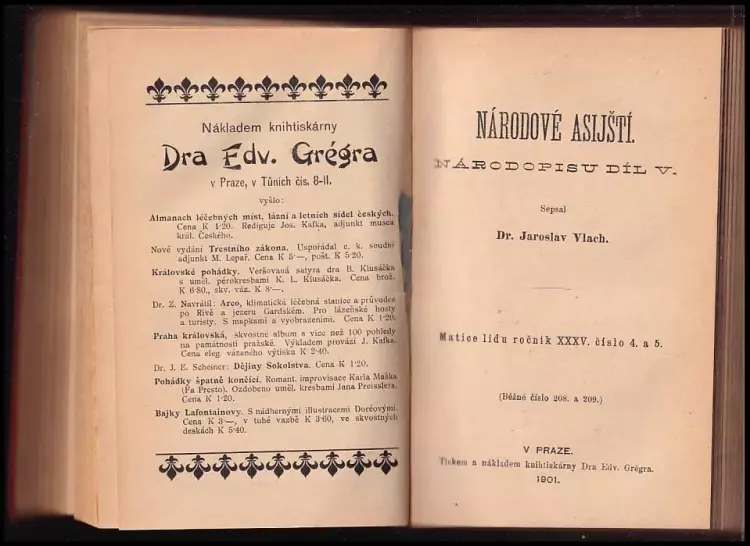 Nákladem knihtiskárny
Dra Edv. Grégra
v Praze, v Tůních čís. 8-II.
vyšlo:
Almanach léčebných míst, lázní a letních sídel českých.
Cena K 1·20. Rediguje Jos. Kafka, adjunkt musea
král. Českého.
Nové vydání Trestního zákona. Uspořádal c. k. soudní
adjunkt M. Lepař. Cena K 5·—, pošt. K 5·20.
Královské pohádky. Veršovaná satyra dra B. Klusáčka
s uměl. pérokresbami K. L. Klusáčka. Cena brož.
K 6·80., skv. váz. K 8·—.
Dr. Z. Navrátil: Arco, klimatická léčebná stanice a průvodce
po Rivě a jezeru Gardském. Pro lázeňské hosty
a turisty. S mapkami a vyobrazeními. Cena K 1·20.
Praha královská, skvostné album s více než 100 pohledy
na památnosti pražské. Výkladem provází J. Kafka.
Cena eleg. vázaného výtisku K 2·40.
Dr. J. E. Scheiner: Dějiny Sokolstva. Cena K 1·20.
Pohádky špatně končící. Romant. improvisace Karla Maška
(Fa Presto). Ozdobeno uměl. kresbami Jana Preisslera.
Cena K 1·20
Bajky Lafontainovy. S nádhernými illustracemi Doréovými.
Cena K 3·—, v tuhé vazbě K 3·60, ve skvostných
deskách K 5·40.
NÁRODOVÉ ASIJŠTÍ.
NÁRODOPISU DÍL V.
Sepsal
Dr. Jaroslav Vlach.
Matice lidu ročník XXXV. číslo 4. a 5.
(Běžné číslo 208. a 209.)
V PRAZE.
Tiskem a nákladem knihtiskárny Dra Edv. Grégra.
1901.